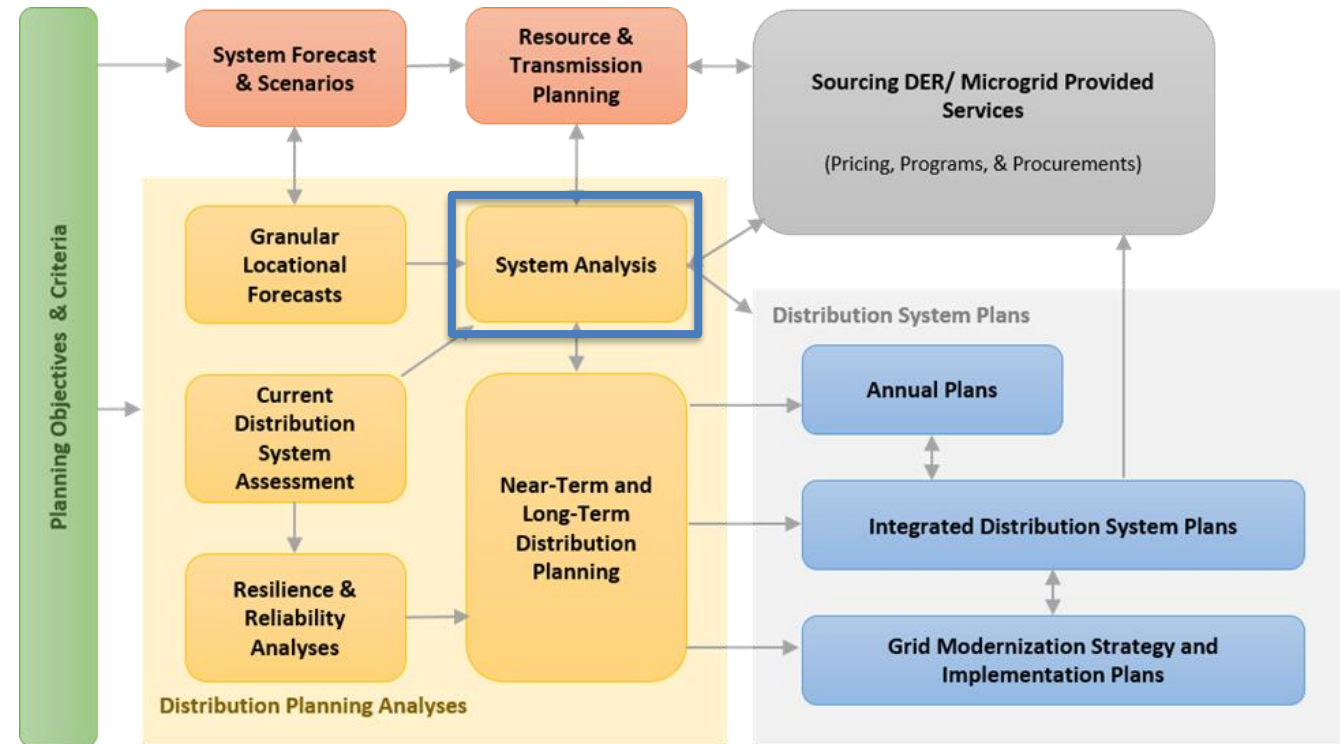 Planning Objectives & Criteria
System Forecast
& Scenarios
Resource &
Transmission
Planning
Sourcing DER/ Microgrid Provided
Services
(Pricing, Programs, & Procurements)
Granular
Locational
Forecasts
System Analysis
Current
Distribution
System
Assessment
Near-Term and
Long-Term
Distribution
Planning
Resilience &
Reliability
Analyses
Distribution Planning Analyses
Distribution System Plans
Annual Plans
Integrated Distribution System Plans
Grid Modernization Strategy and
Implementation Plans